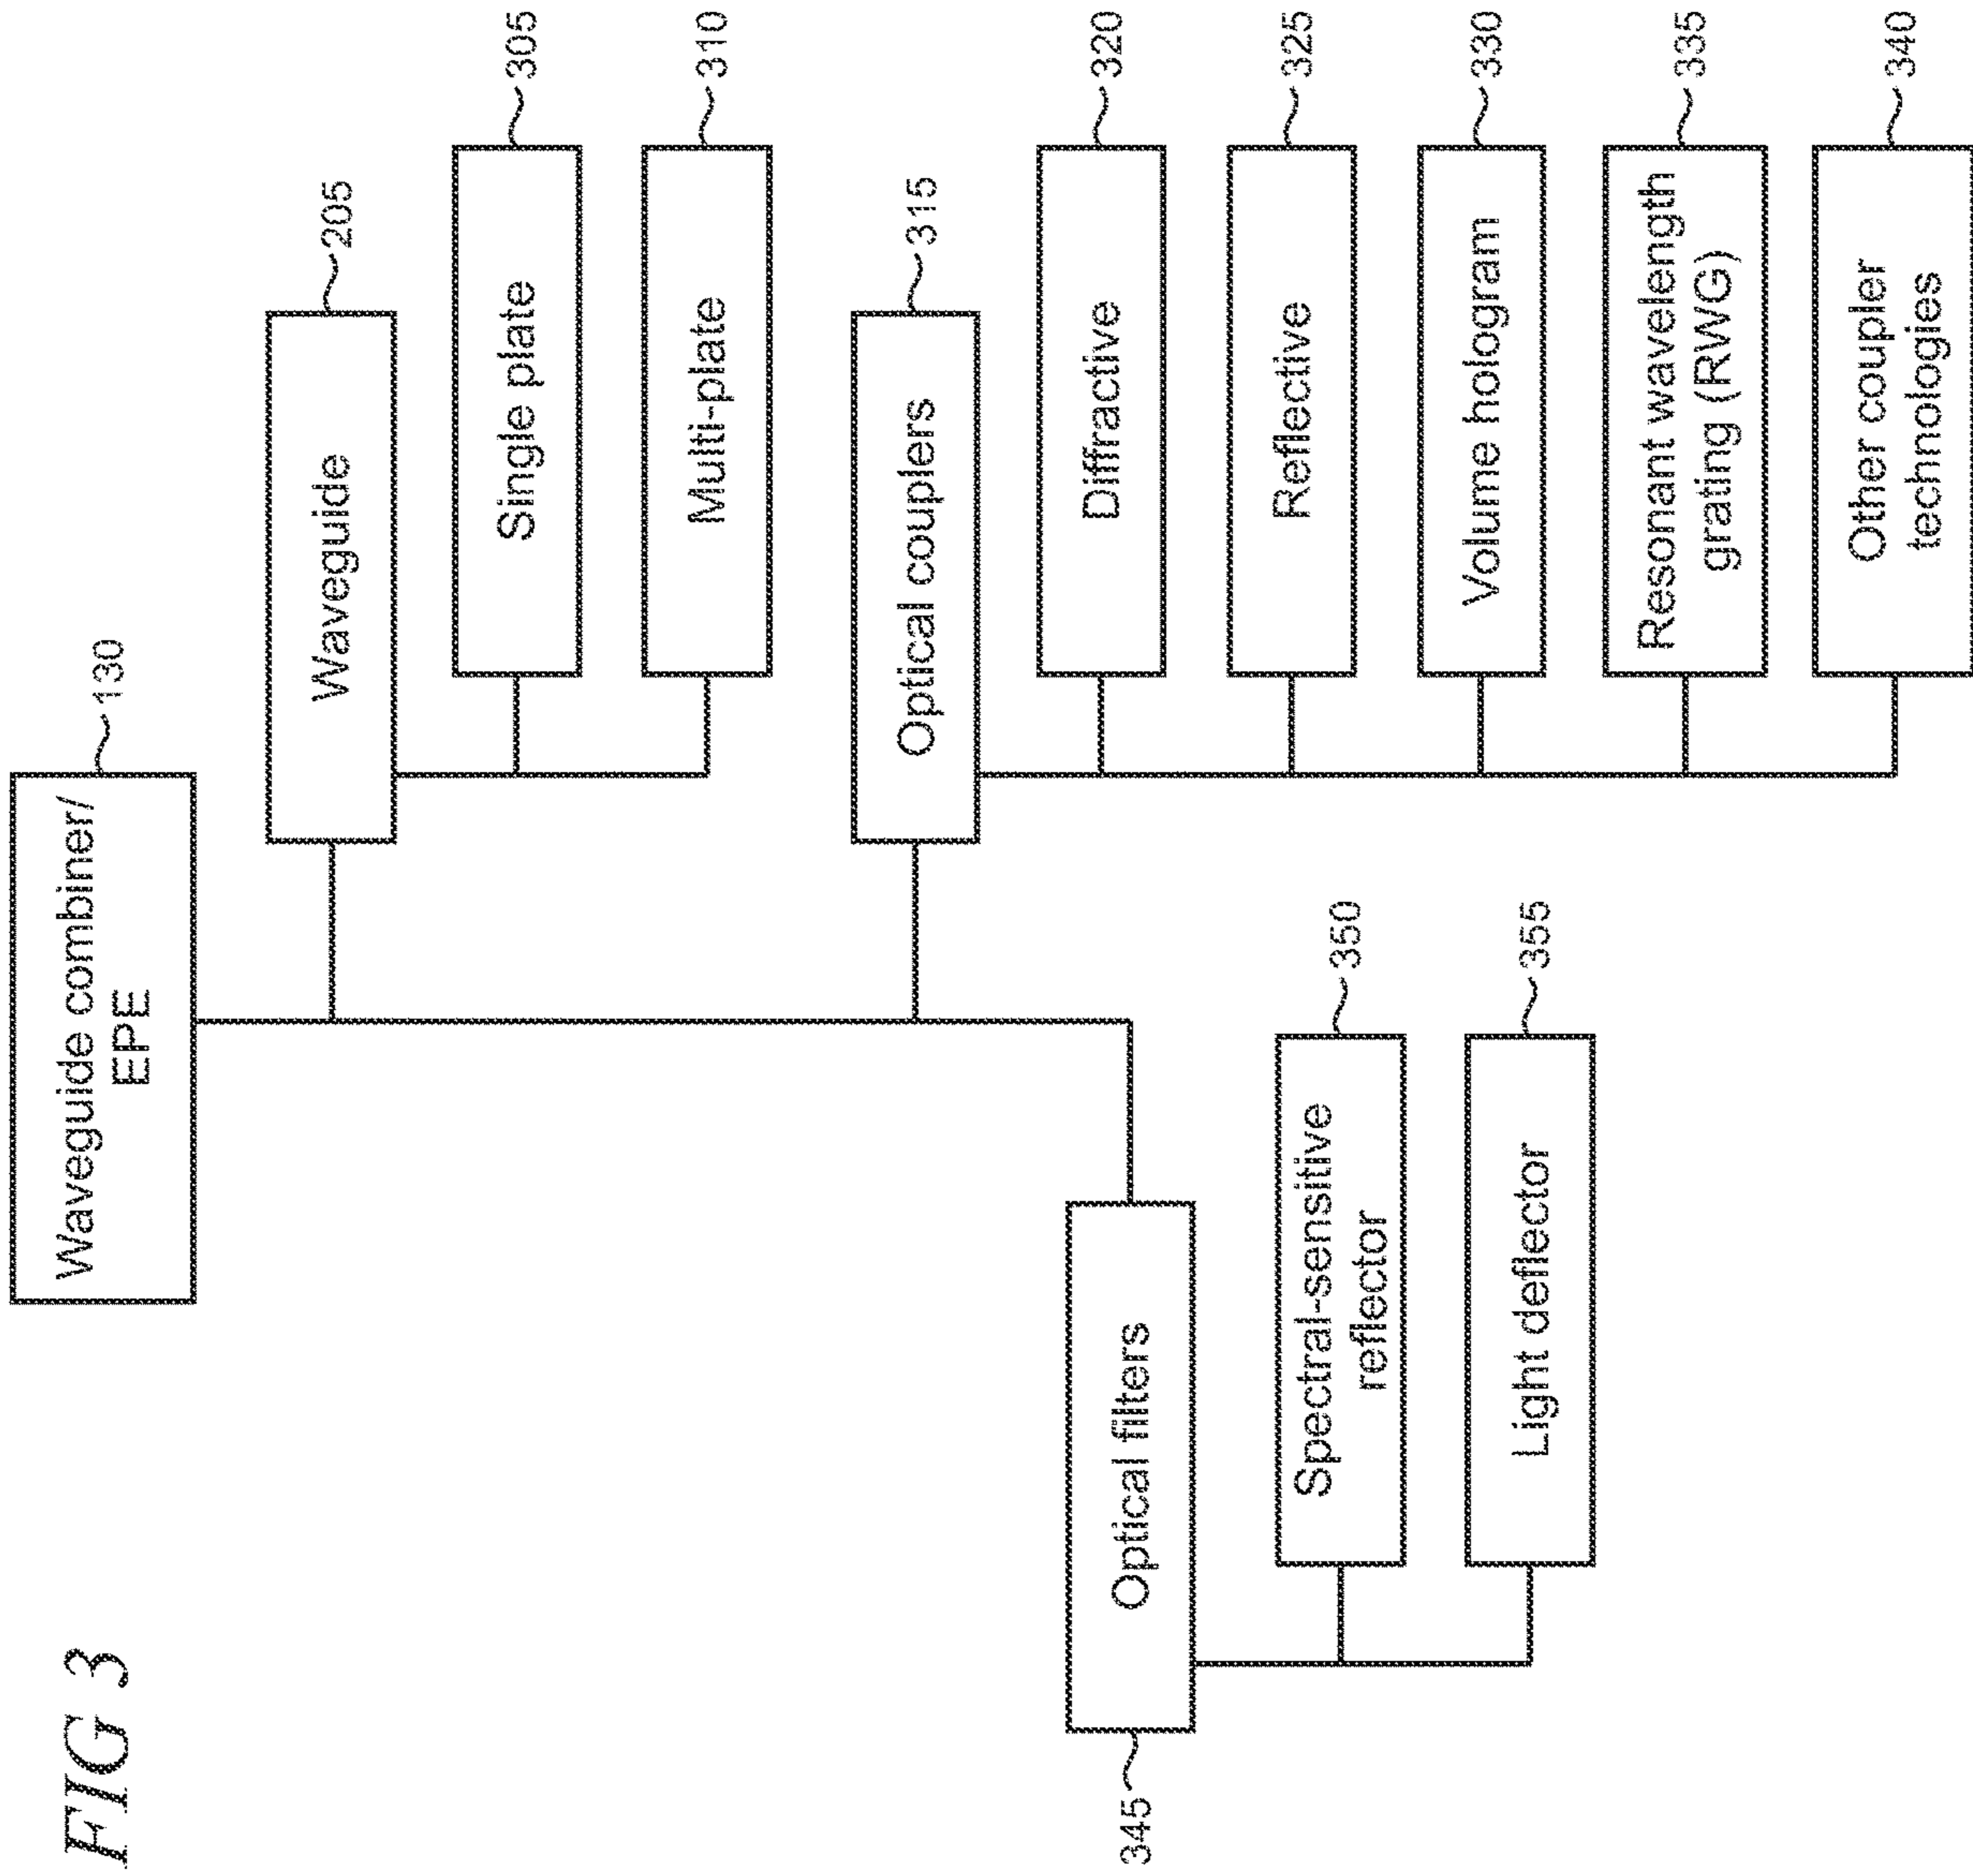 FIG 3
Waveguide combiner/
EPE
130
Waveguide
205
Single plate
305
Multi-plate
310
Optical couplers
315
Diffractive
320
Reflective
325
Volume hologram
330
Resonant wavelength
grating (RWG)
335
Other coupler
technologies
340
345
Optical filters
Spectral-sensitive
reflector
350
Light deflector
355